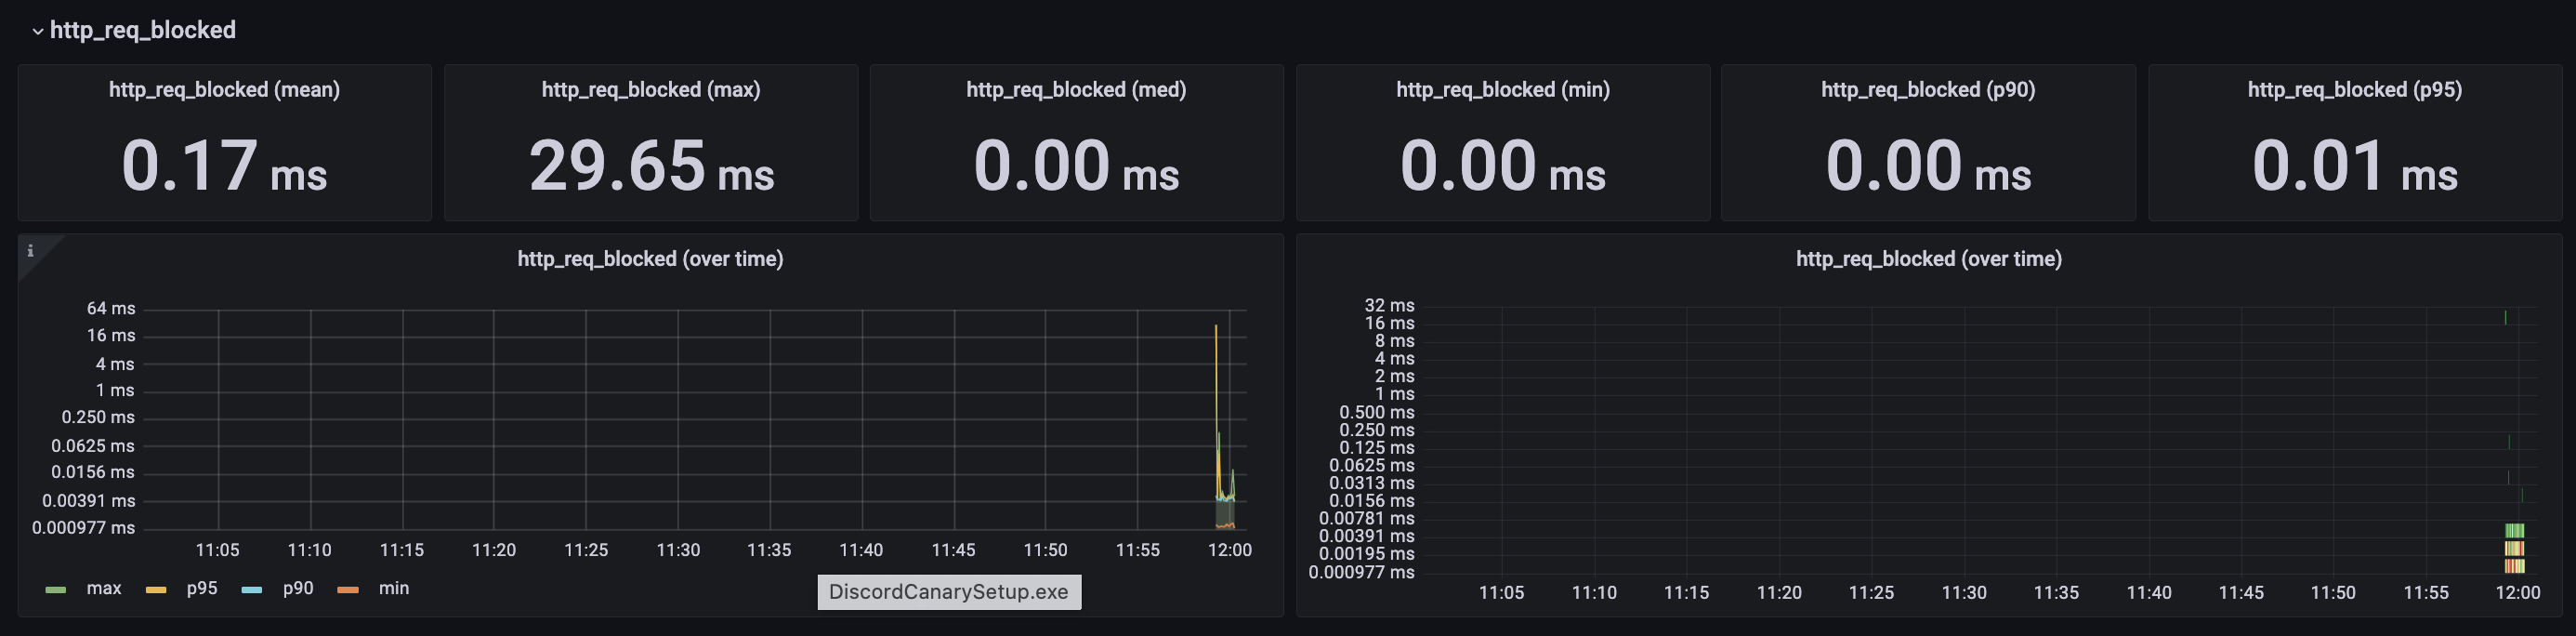 http_req_blocked
http_req_blocked (mean)
0.17 ms
http_req_blocked (max)
29.65 ms
http_req_blocked (med)
0.00 ms
http_req_blocked (min)
0.00 ms
http_req_blocked (p90)
0.00 ms
http_req_blocked (p95)
0.01 ms
i
http_req_blocked (over time)
64 ms
16 ms
4 ms
1 ms
0.250 ms
0.0625 ms
0.0156 ms
0.00391 ms
0.000977 ms
11:05 11:10 11:15 11:20 11:25 11:30 11:35 11:40 11:45 11:50 11:55 12:00
max p95 p90 min
DiscordCanarySetup.exe
http_req_blocked (over time)
32 ms
16 ms
8 ms
4 ms
2 ms
1 ms
0.500 ms
0.250 ms
0.125 ms
0.0625 ms
0.0313 ms
0.0156 ms
0.00781 ms
0.00391 ms
0.00195 ms
0.000977 ms
11:05 11:10 11:15 11:20 11:25 11:30 11:35 11:40 11:45 11:50 11:55 12:00